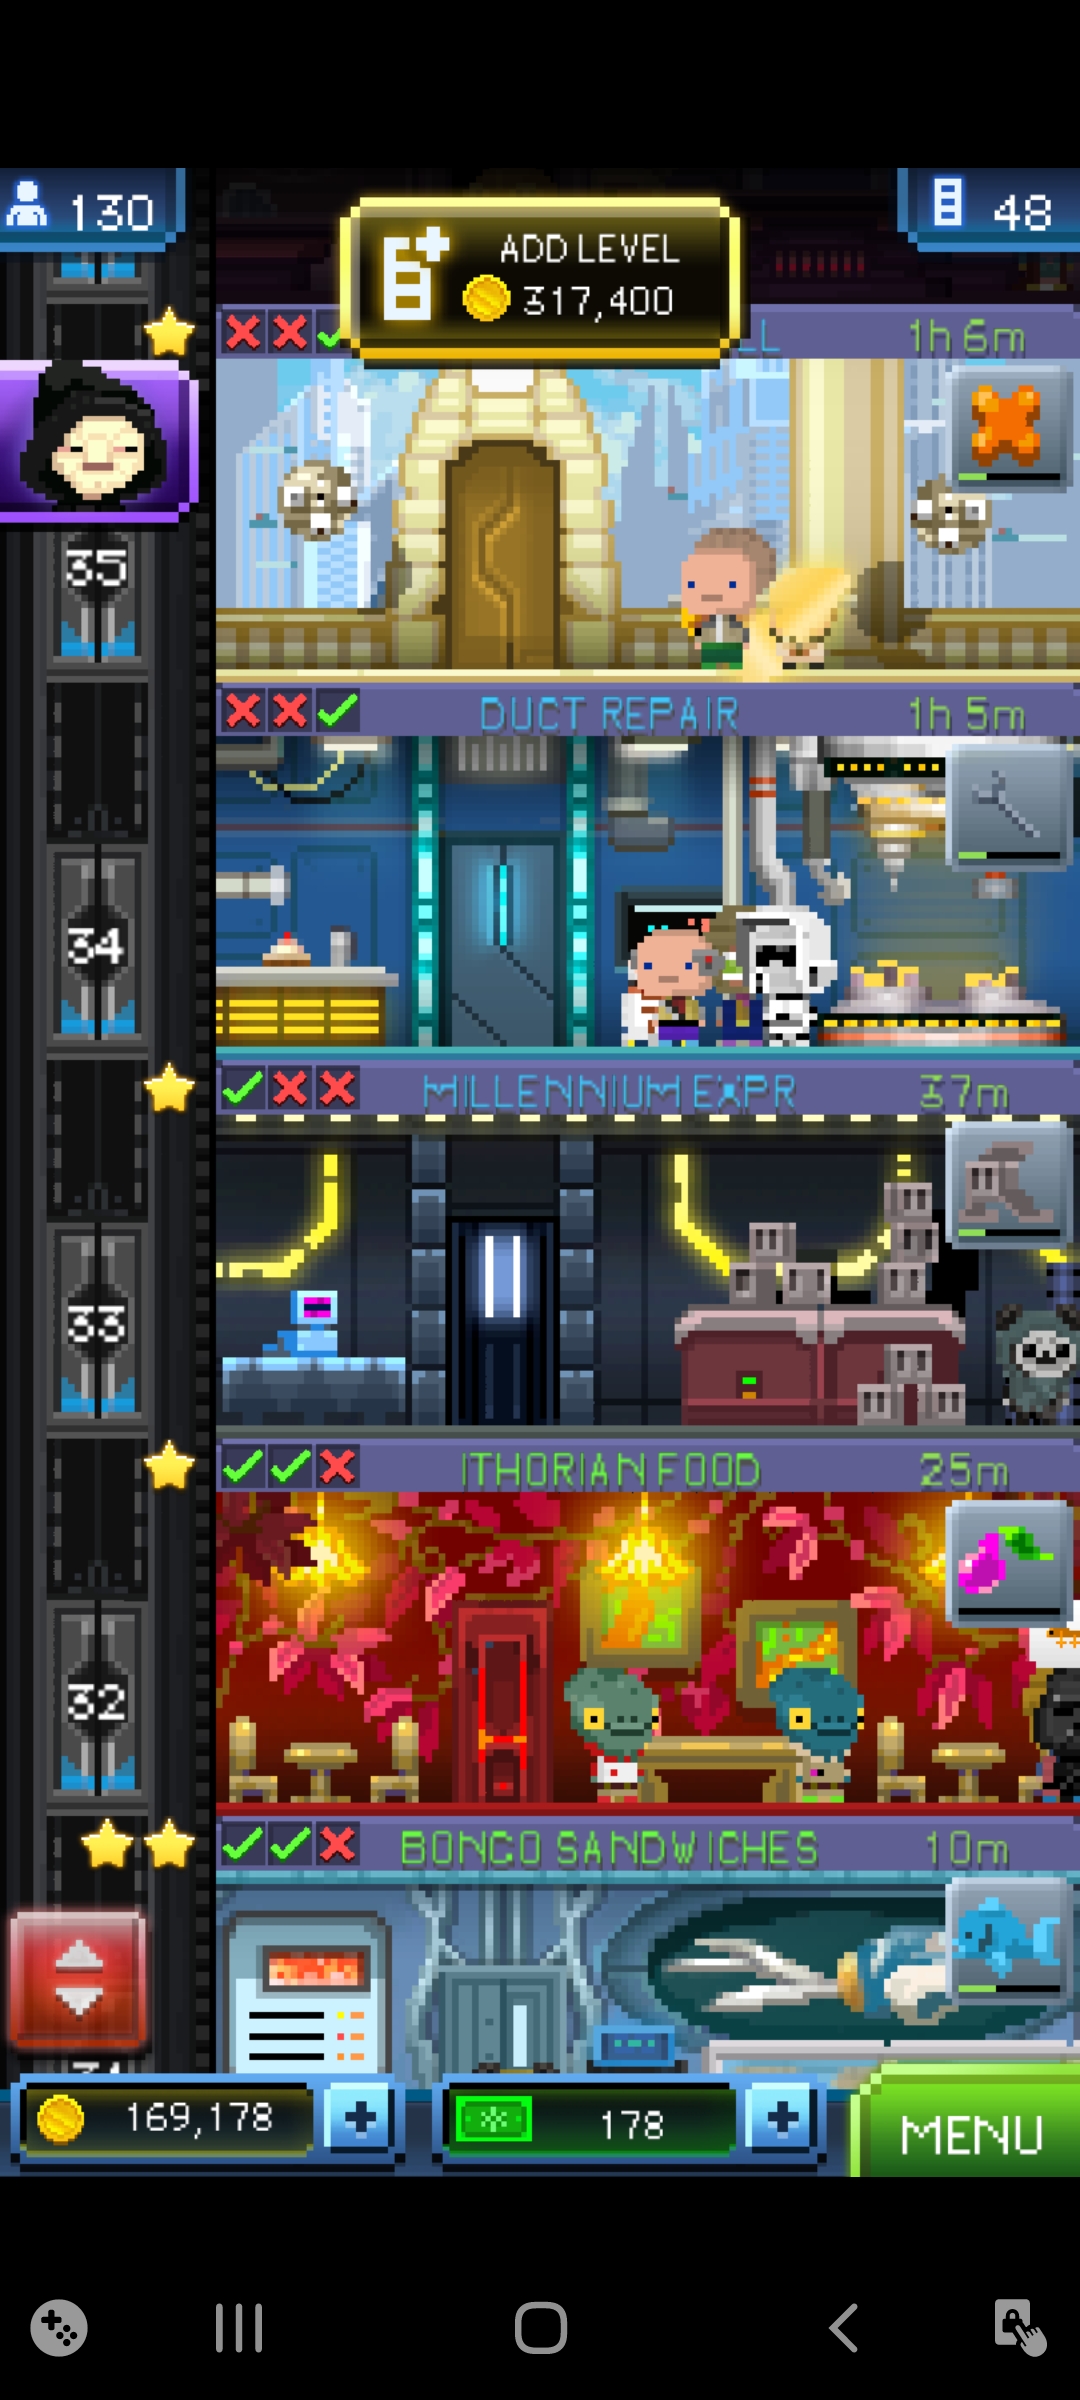 130
48
ADD LEVEL
317,400
LL 1h 6m
35
DUCT REPAIR 1h 5m
34
MILLENNIUM EXPR 37m
33
ITHORIAN FOOD 25m
32
BONGO SANDWICHES 10m
169,178
178
MENU